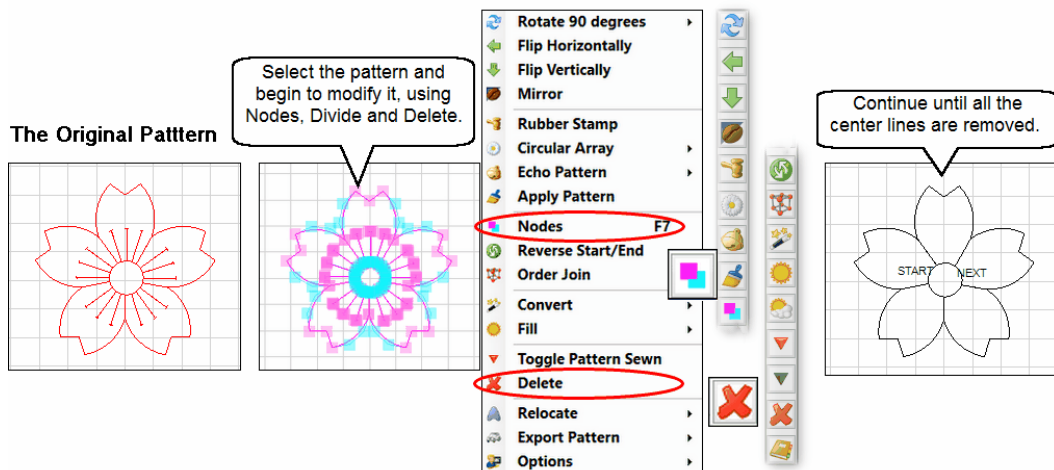 The Original Patttern
Select the pattern and
begin to modify it, using
Nodes, Divide and Delete.
Rotate 90 degrees
Flip Horizontally
Flip Vertically
Mirror
Rubber Stamp
Circular Array
Echo Pattern
Apply Pattern
Nodes F7
Reverse Start/End
Order Join
Convert
Fill
Toggle Pattern Sewn
Delete
Relocate
Export Pattern
Options
Continue until all the
center lines are removed.
START NEXT